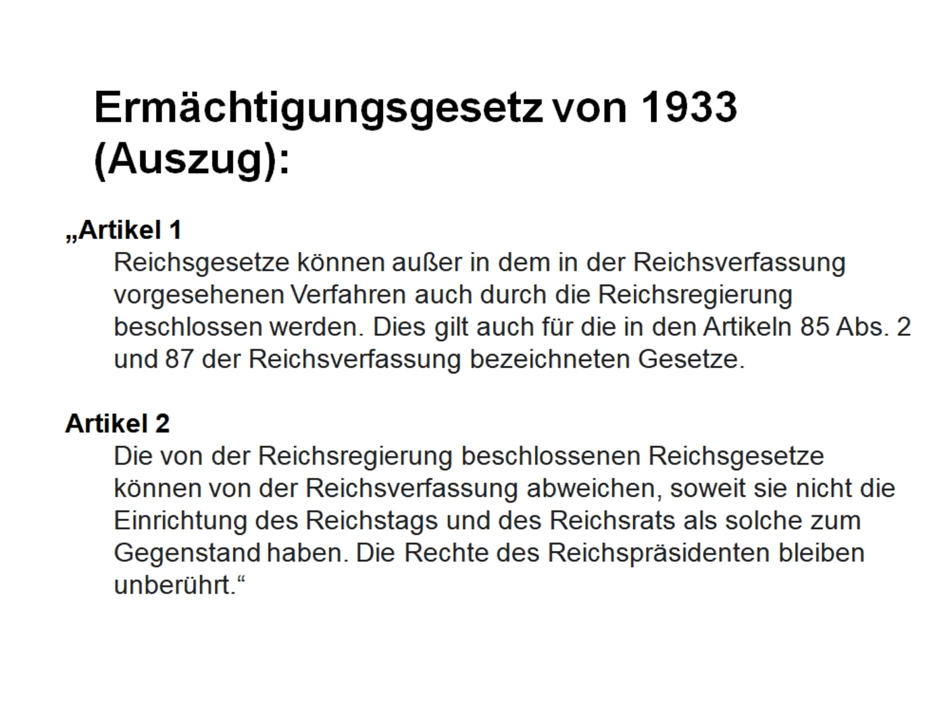 Ermächtigungsgesetz von 1933
(Auszug):
„Artikel 1
Reichsgesetze können außer in dem in der Reichsverfassung
vorgesehenen Verfahren auch durch die Reichsregierung
beschlossen werden. Dies gilt auch für die in den Artikeln 85 Abs. 2
und 87 der Reichsverfassung bezeichneten Gesetze.
Artikel 2
Die von der Reichsregierung beschlossenen Reichsgesetze
können von der Reichsverfassung abweichen, soweit sie nicht die
Einrichtung des Reichstags und des Reichsrats als solche zum
Gegenstand haben. Die Rechte des Reichspräsidenten bleiben
unberührt.“